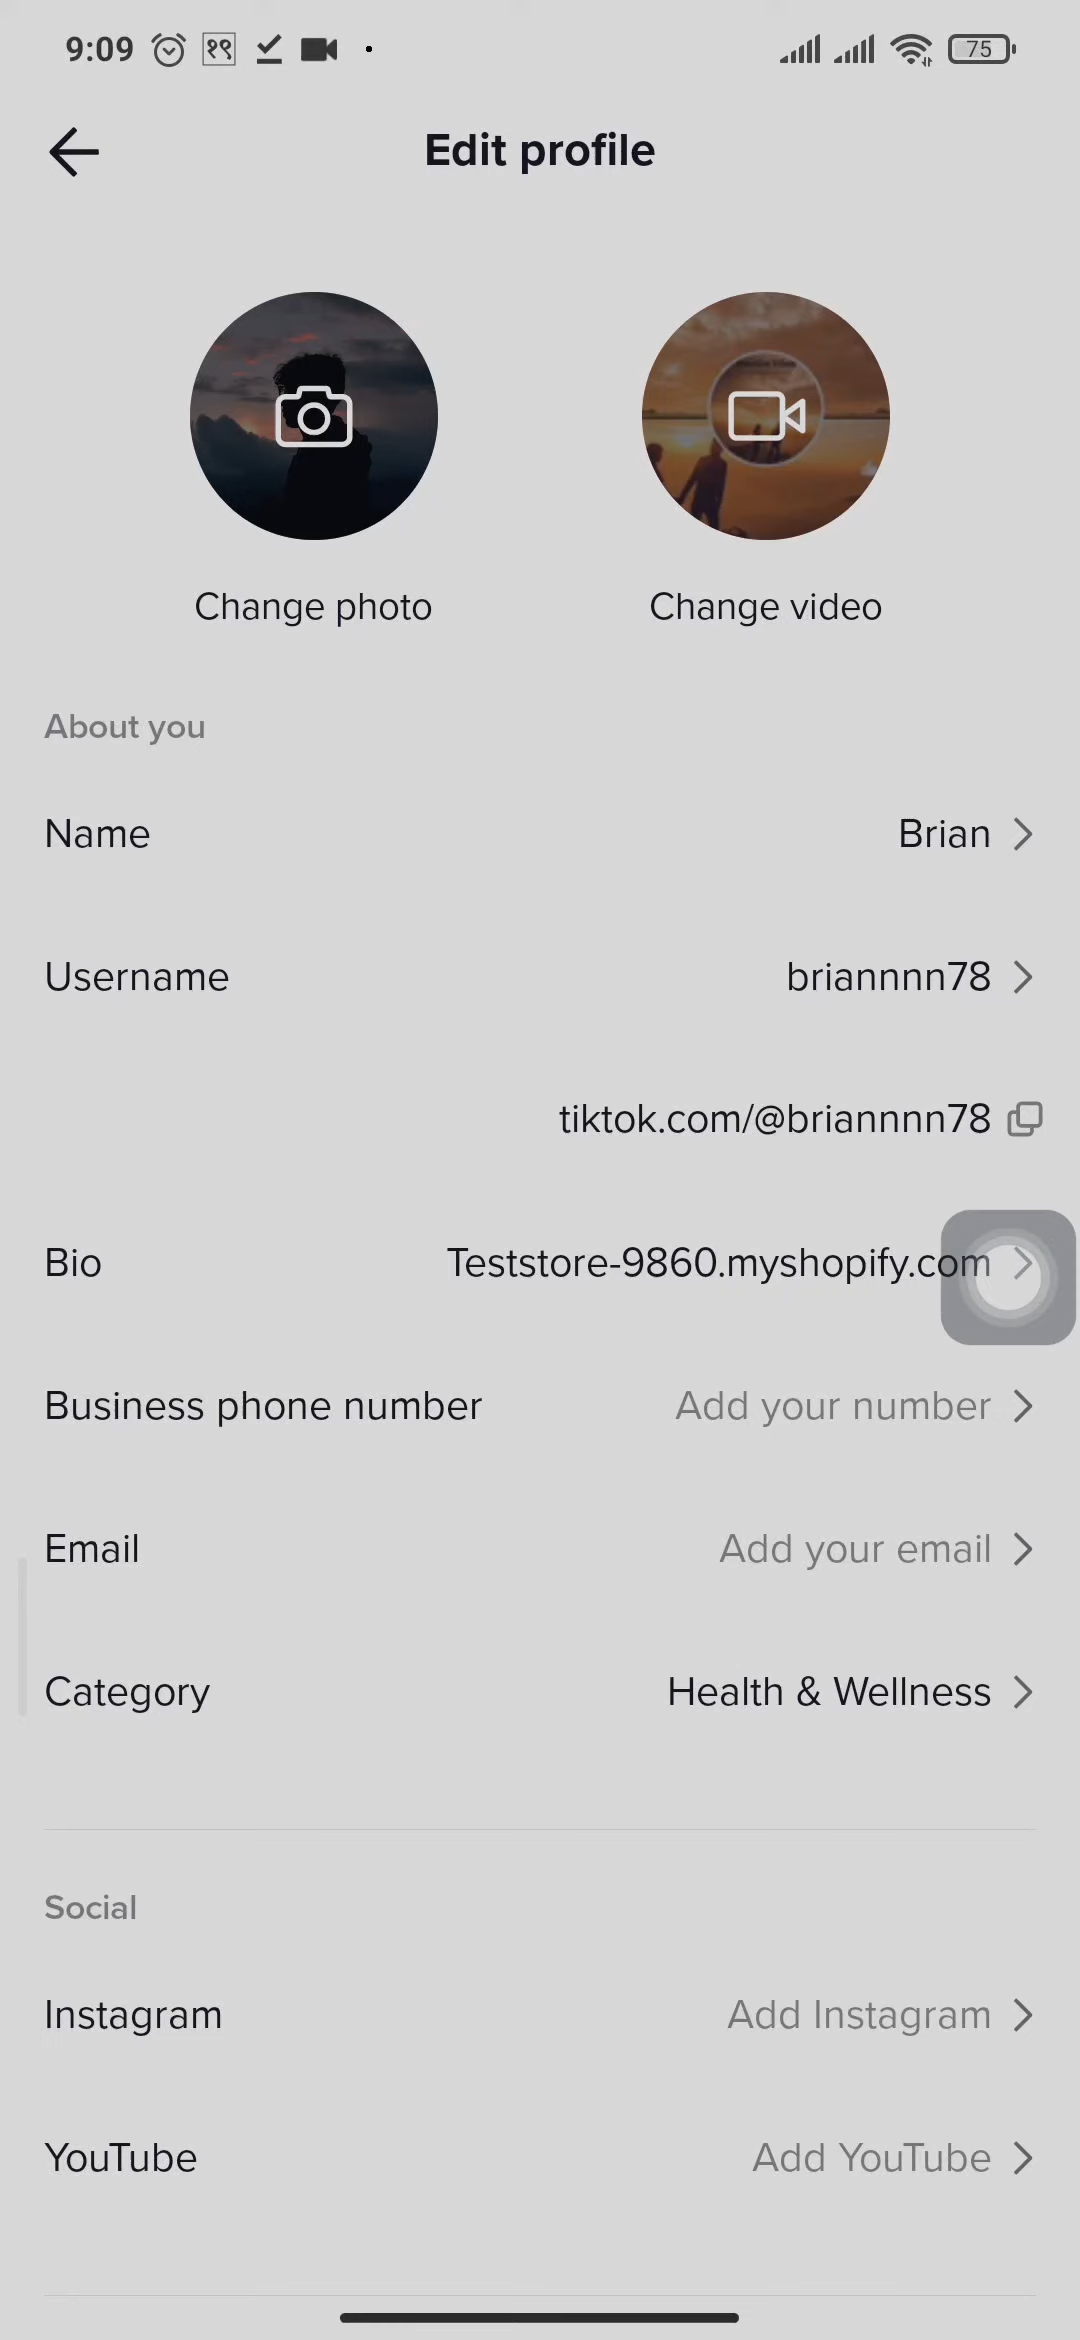 9:09 ११ 75
Edit profile
Change photo Change video
About you
Name Brian
Username briannnn78
tiktok.com/@briannnn78
Bio Teststore-9860.myshopify.com
Business phone number Add your number
Email Add your email
Category Health & Wellness
Social
Instagram Add Instagram
YouTube Add YouTube